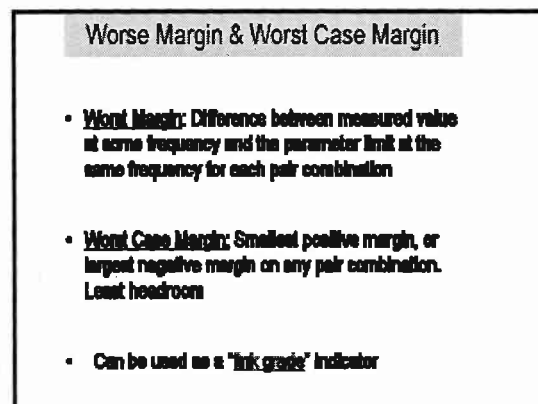 Worse Margin & Worst Case Margin
• Worst Margin: Difference between measured value
at some frequency and the parameter limit at the
same frequency for each pair combination
• Worst Case Margin: Smallest positive margin, or
largest negative margin on any pair combination.
Least headroom
• Can be used as a "link grade" indicator